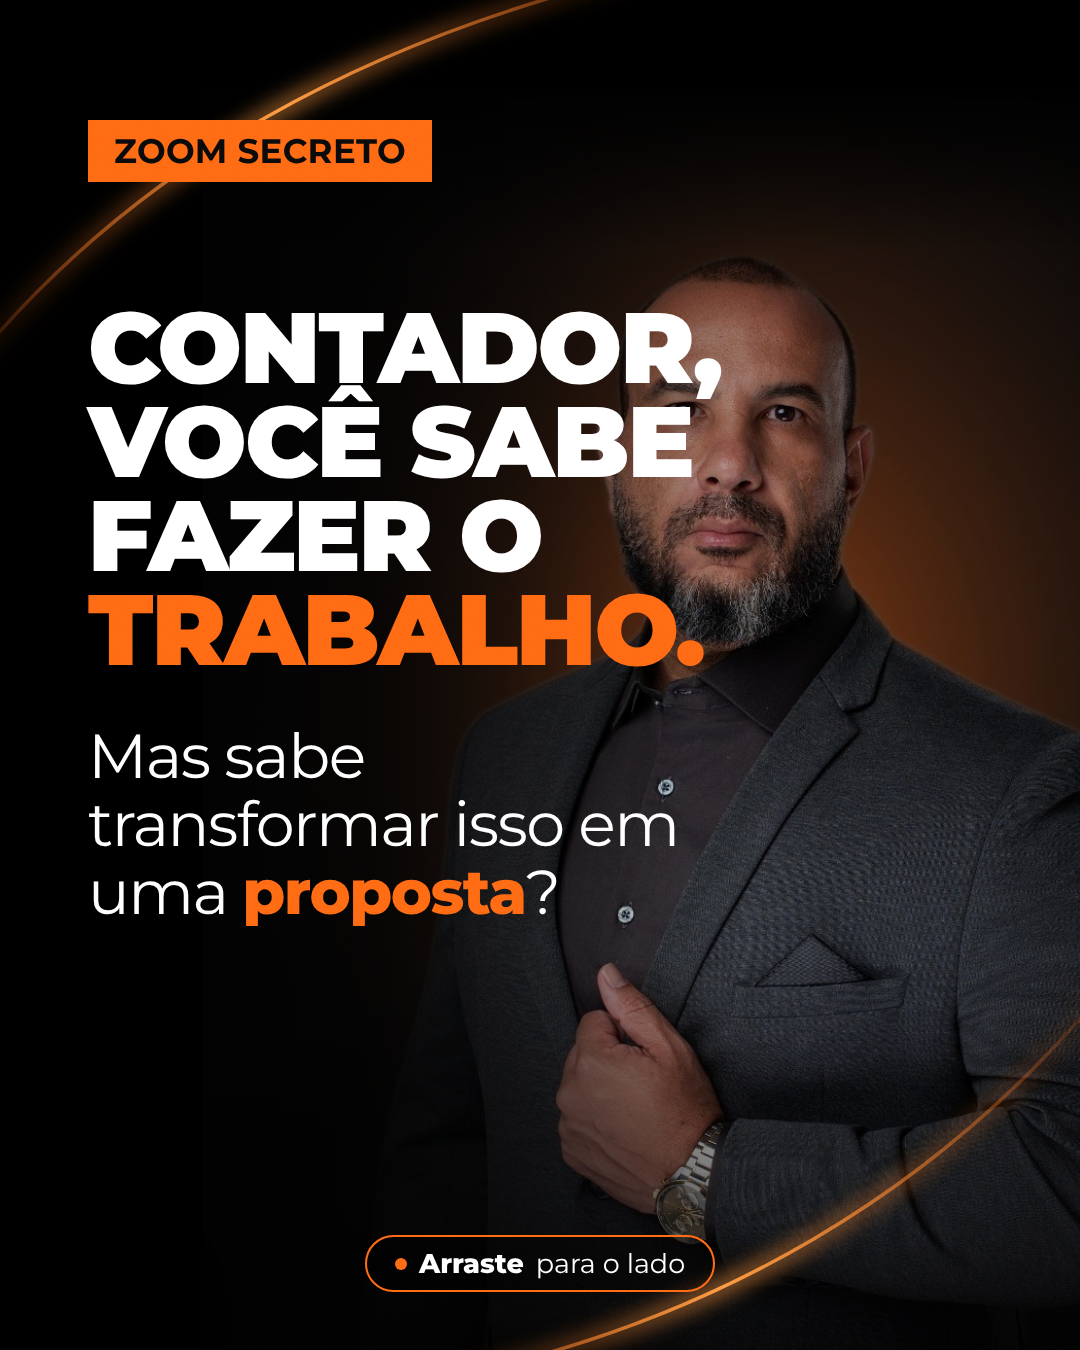 ZOOM SECRETO
CONTADOR,
VOCÊ SABE
FAZER O
TRABALHO.
Mas sabe
transformar isso em
uma proposta?
Arraste para o lado